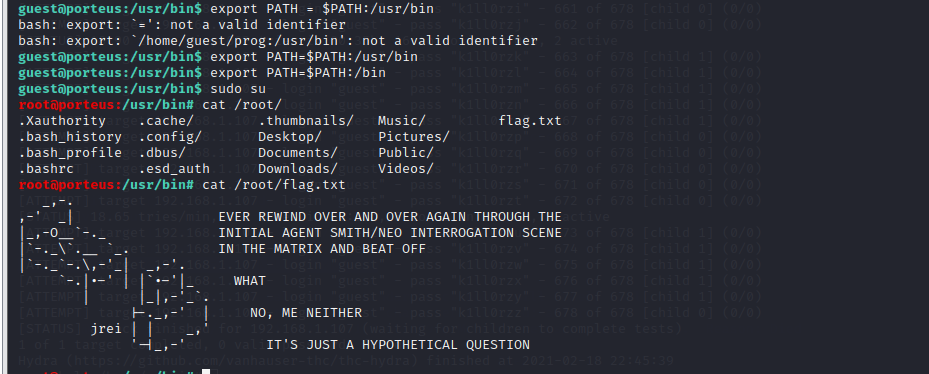 guest@porteus:/usr/bin$ export PATH = $PATH:/usr/bin
bash: export: `=': not a valid identifier
bash: export: `/home/guest/prog:/usr/bin': not a valid identifier
guest@porteus:/usr/bin$ export PATH=$PATH:/usr/bin
guest@porteus:/usr/bin$ export PATH=$PATH:/bin
guest@porteus:/usr/bin$ sudo su
root@porteus:/usr/bin# cat /root/
.Xauthority .cache/ .thumbnails/ Music/ flag.txt
.bash_history .config/ Desktop/ Pictures/
.bash_profile .dbus/ Documents/ Public/
.bashrc .esd_auth Downloads/ Videos/
root@porteus:/usr/bin# cat /root/flag.txt
EVER REWIND OVER AND OVER AGAIN THROUGH THE
INITIAL AGENT SMITH/NEO INTERROGATION SCENE
IN THE MATRIX AND BEAT OFF
WHAT
NO, ME NEITHER
jrei
IT'S JUST A HYPOTHETICAL QUESTION